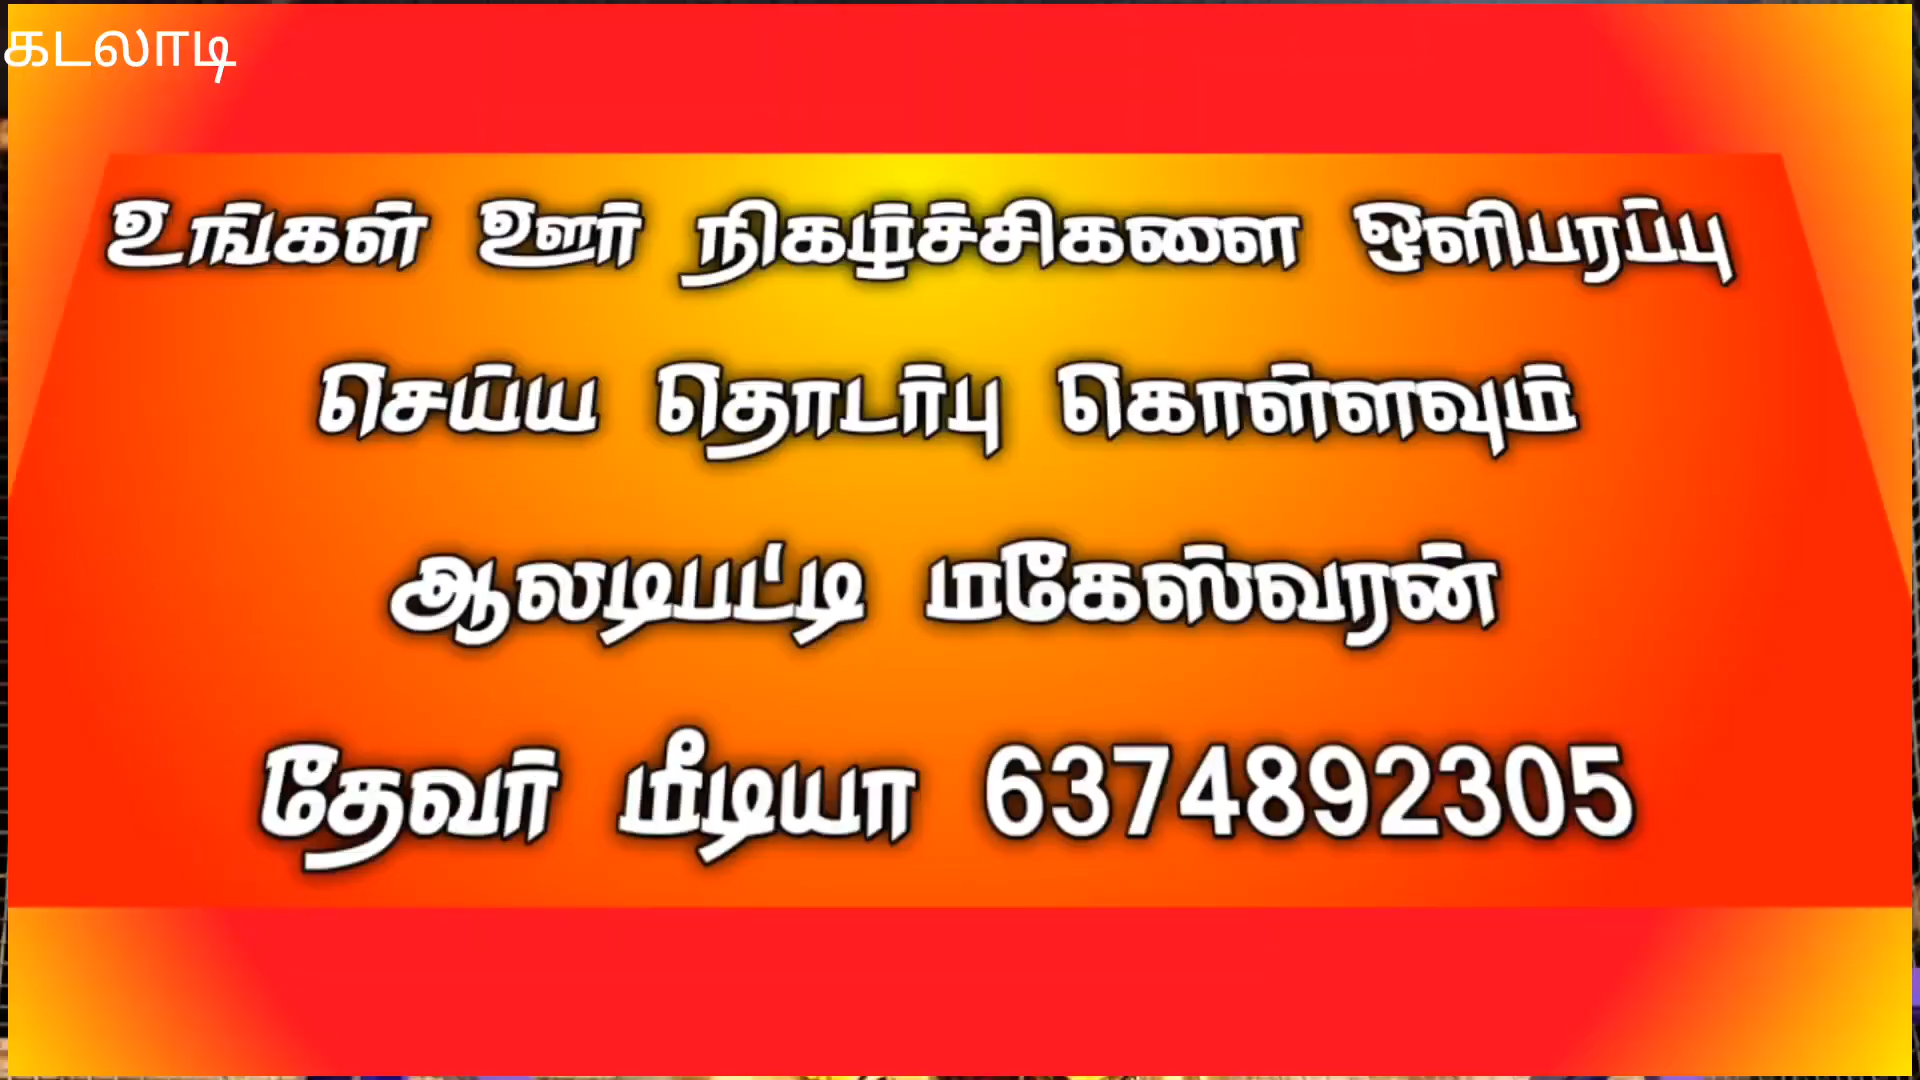 கடலாடி
உங்கள் ஊர் நிகழ்ச்சிகளை ஒளிபரப்பு
செய்ய தொடர்பு கொள்ளவும்
ஆலடிபட்டி மகேஸ்வரன்
தேவர் மீடியா 6374892305